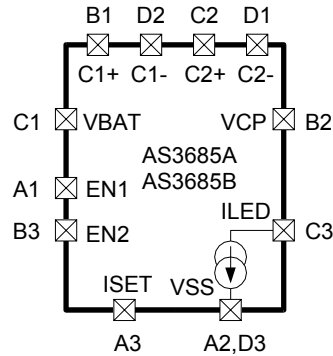 B1 D2 C2 D1
C1+ C1- C2+ C2-
C1 VBAT VCP B2
AS3685A
AS3685B
A1 EN1
ILED
B3 EN2 C3
ISET VSS
A3 A2,D3